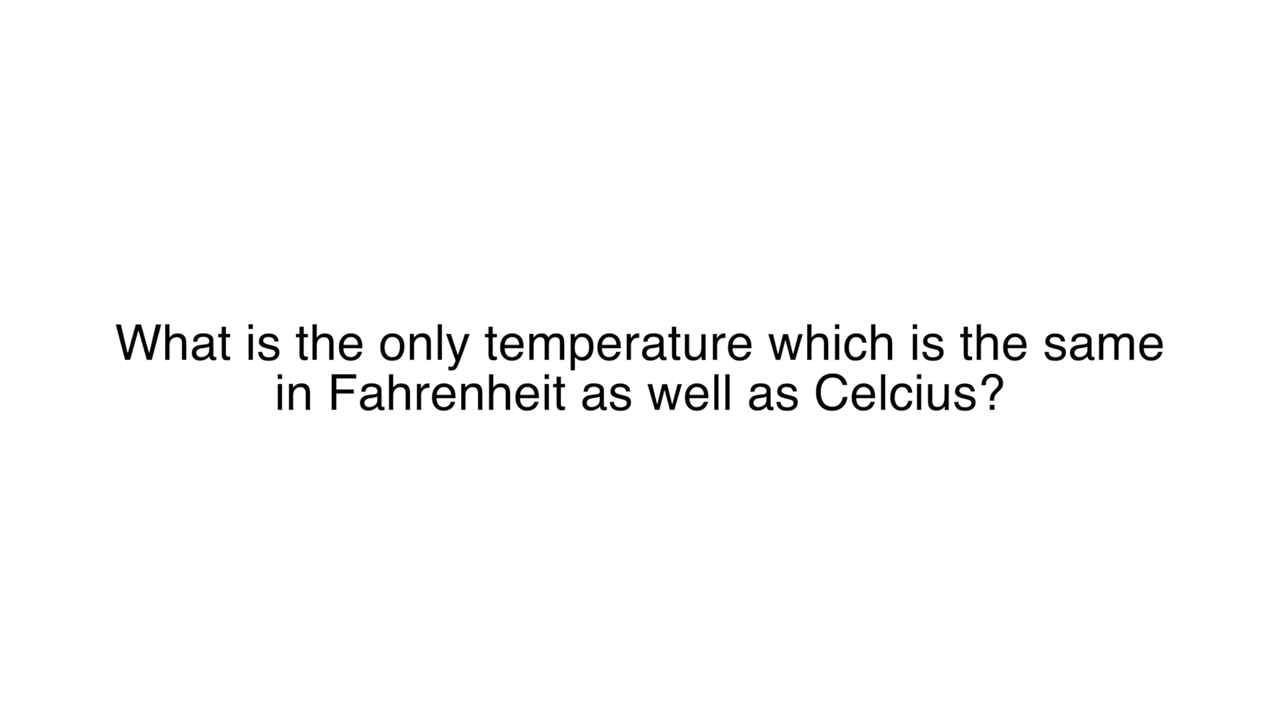 What is the only temperature which is the same
in Fahrenheit as well as Celcius?